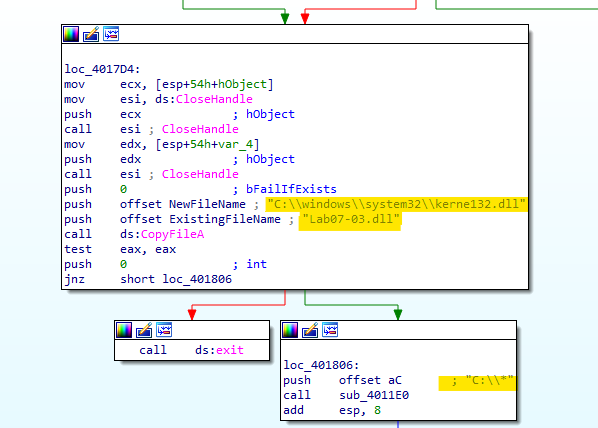 loc_4017D4:
mov ecx, [esp+54h+hObject]
mov esi, ds:CloseHandle
push ecx ; hObject
call esi ; CloseHandle
mov edx, [esp+54h+var_4]
push edx ; hObject
call esi ; CloseHandle
push 0 ; bFailIfExists
push offset NewFileName ; "C:\\windows\\system32\\kerne132.dll"
push offset ExistingFileName ; "Lab07-03.dll"
call ds:CopyFileA
test eax, eax
push 0 ; int
jnz short loc_401806
call ds:exit
loc_401806:
push offset aC ; "C:\\*"
call sub_4011E0
add esp, 8